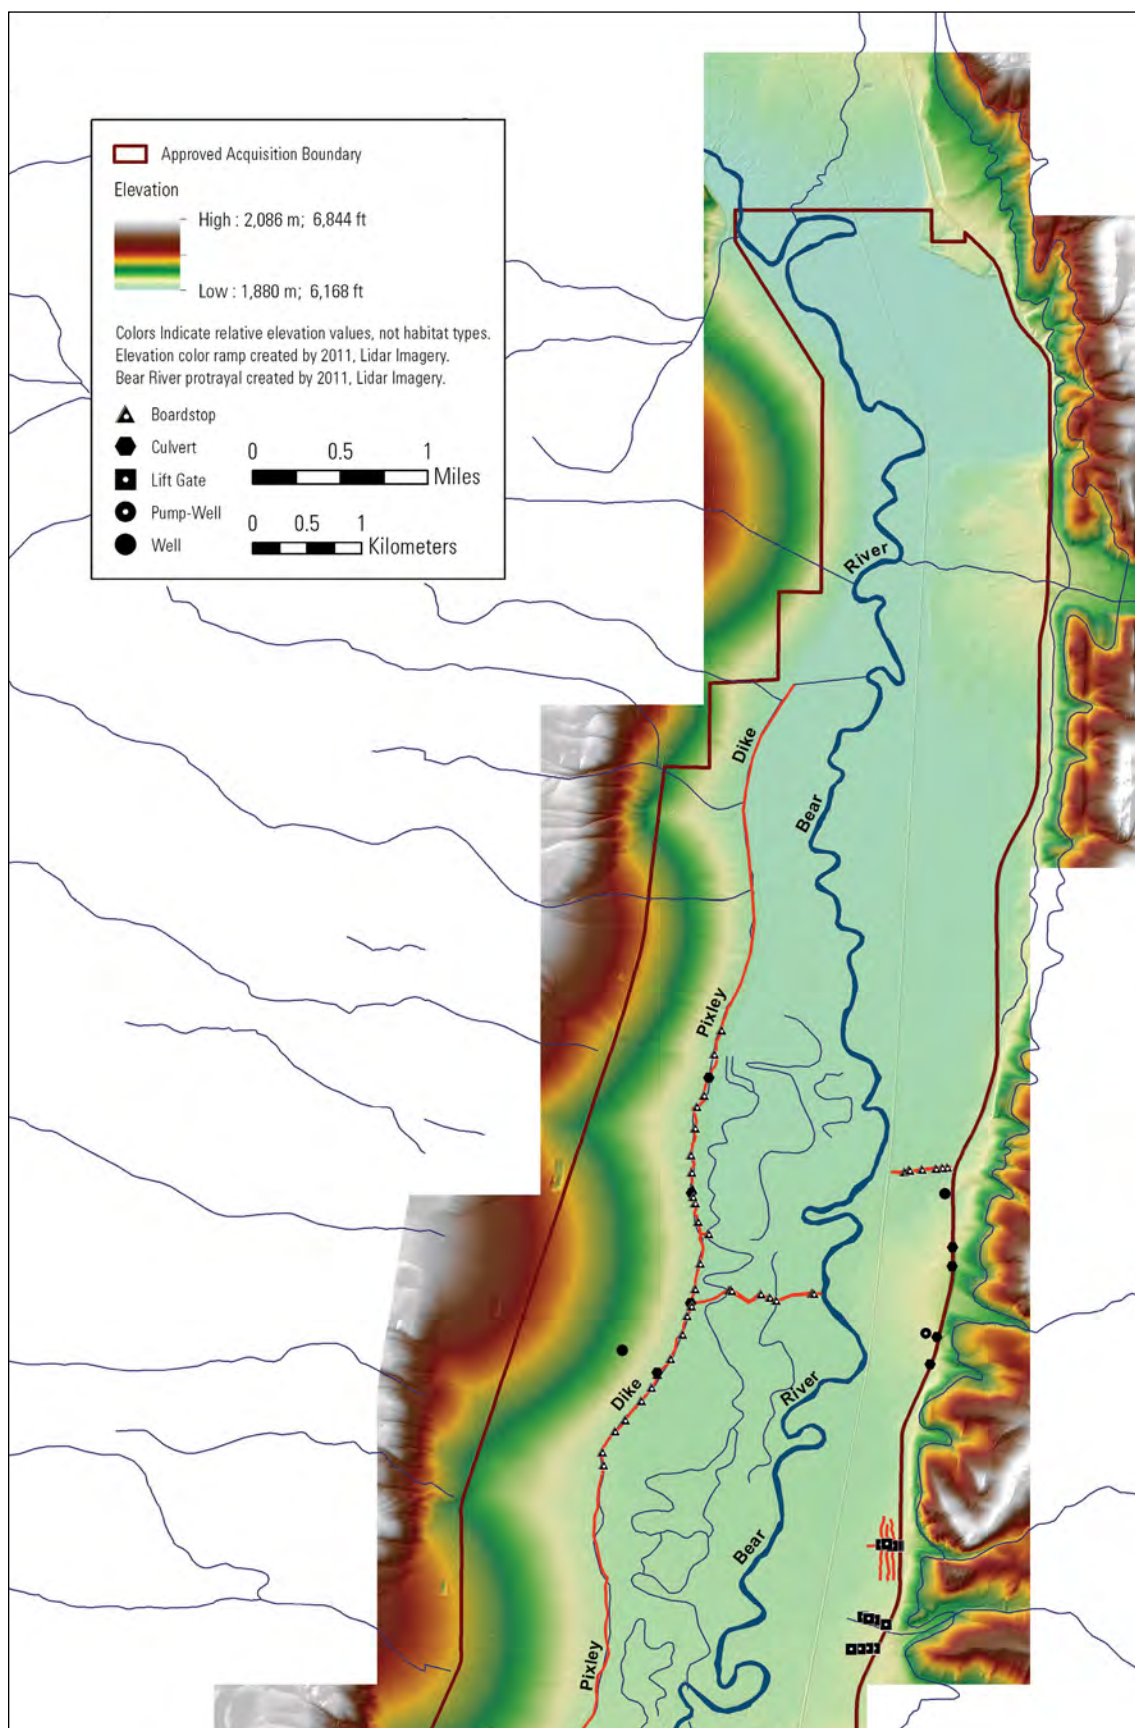 Approved Acquisition Boundary
Elevation
High : 2,086 m; 6,844 ft
Low : 1,880 m; 6,168 ft
Colors Indicate relative elevation values, not habitat types.
Elevation color ramp created by 2011, Lidar Imagery.
Bear River protrayal created by 2011, Lidar Imagery.
Boardstop
Culvert
Lift Gate
Pump-Well
Well
0 0.5 1
Miles
0 0.5 1
Kilometers
River
Dike
Bear
Pixley
River
Dike
Bear
Pixley